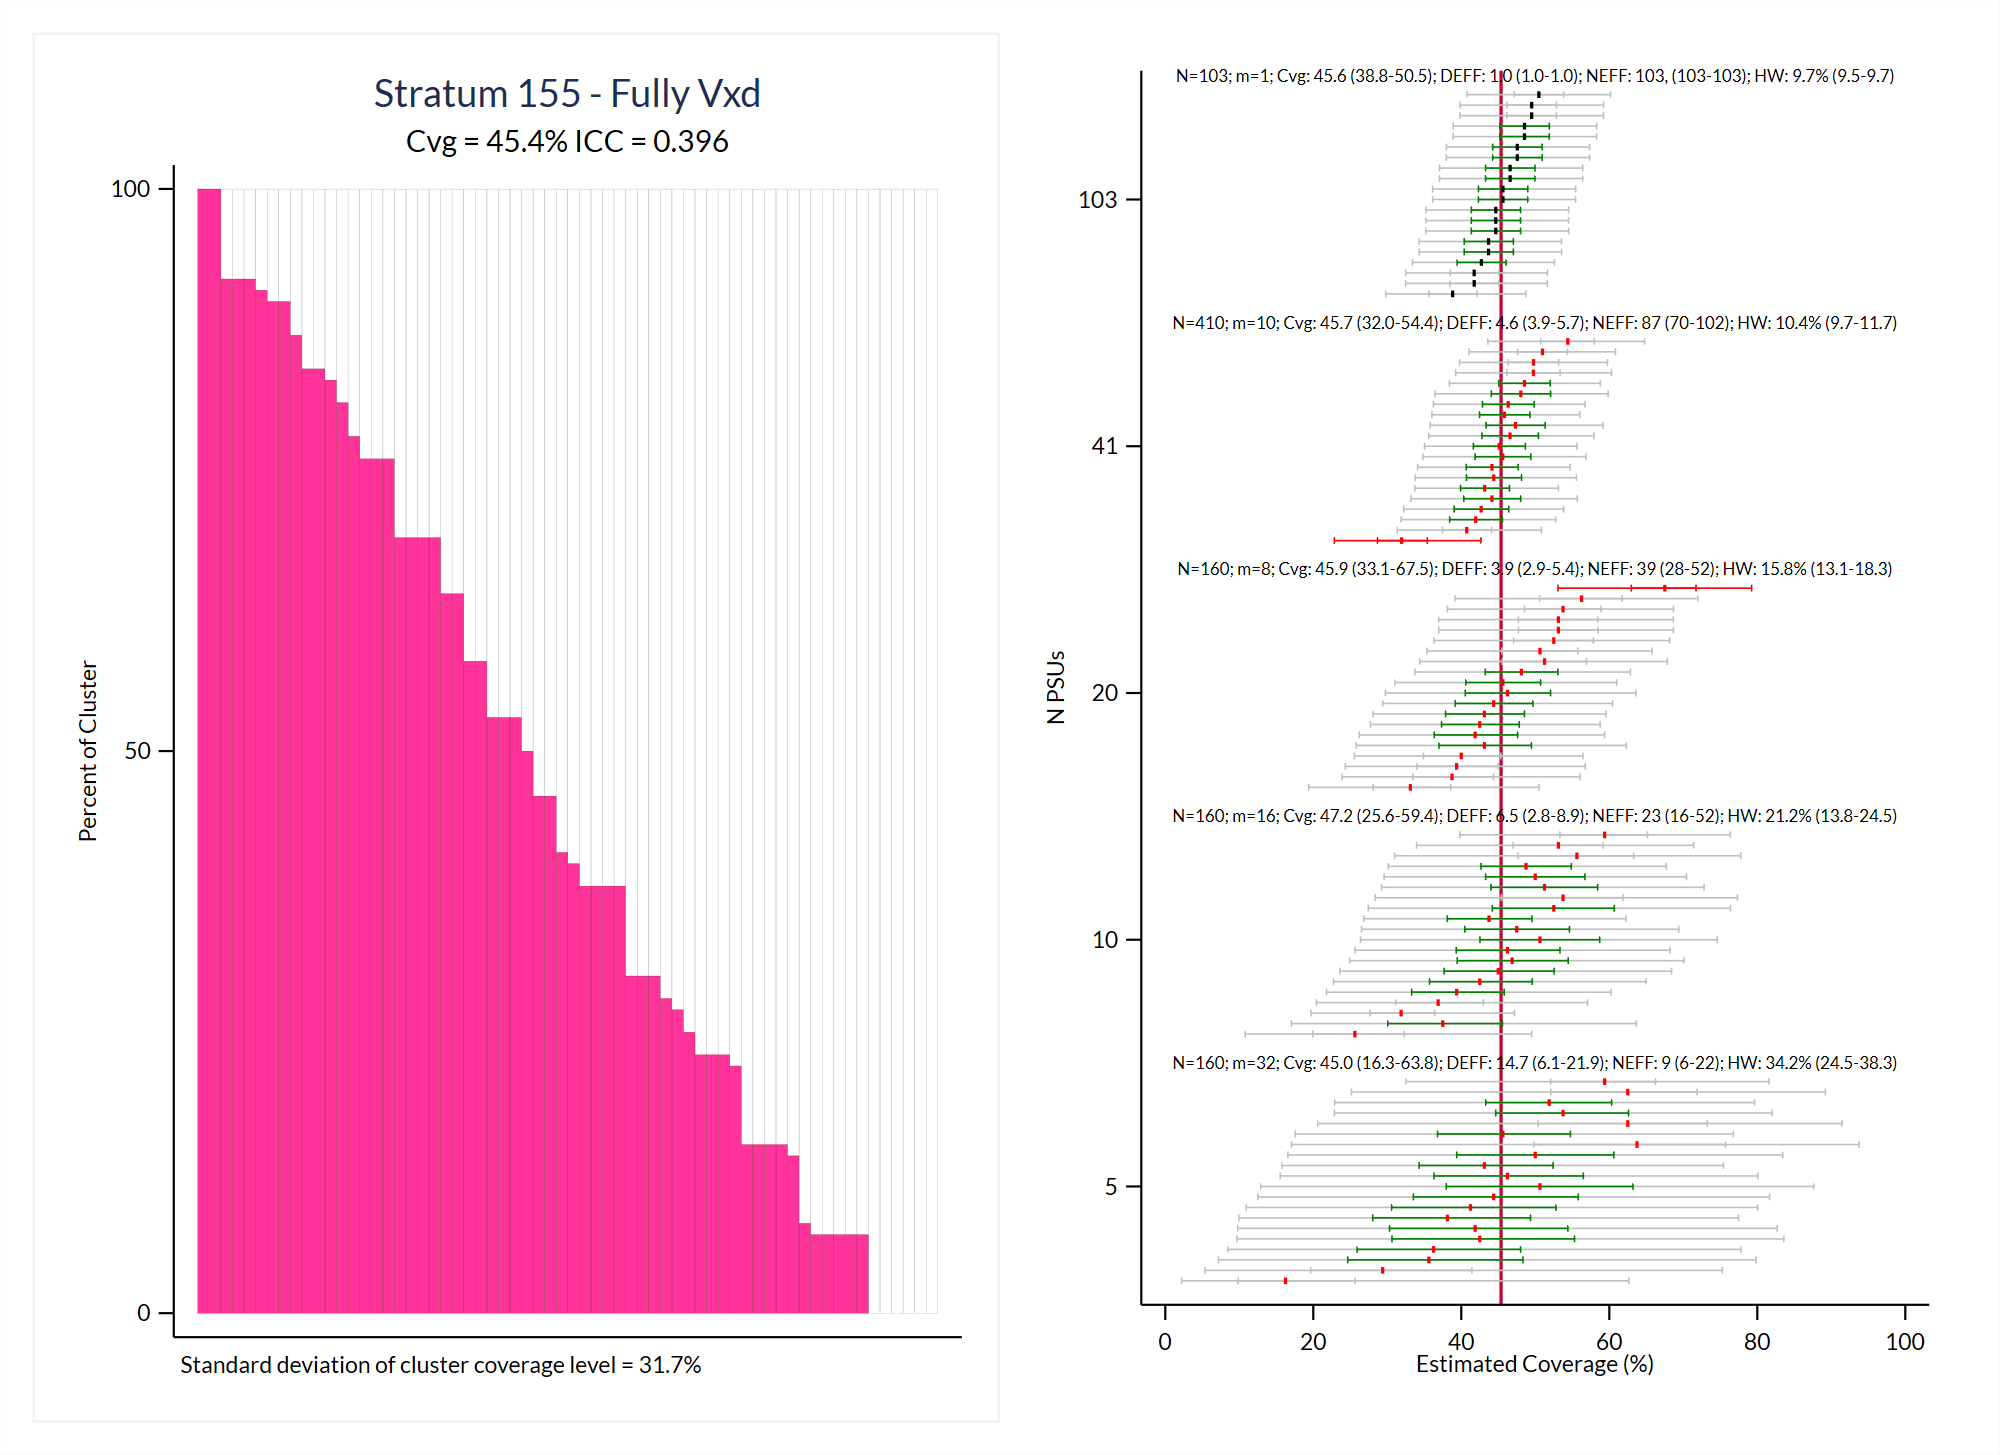 Stratum 155 - Fully Vxd
Cvg = 45.4% ICC = 0.396
100
50
0
Percent of Cluster
Standard deviation of cluster coverage level = 31.7%
N=103; m=1; Cvg: 45.6 (38.8-50.5); DEFF: 1.0 (1.0-1.0); NEFF: 103, (103-103); HW: 9.7% (9.5-9.7)
103
N=410; m=10; Cvg: 45.7 (32.0-54.4); DEFF: 4.6 (3.9-5.7); NEFF: 87 (70-102); HW: 10.4% (9.7-11.7)
41
N=160; m=8; Cvg: 45.9 (33.1-67.5); DEFF: 3.9 (2.9-5.4); NEFF: 39 (28-52); HW: 15.8% (13.1-18.3)
N PSUs
20
N=160; m=16; Cvg: 47.2 (25.6-59.4); DEFF: 6.5 (2.8-8.9); NEFF: 23 (16-52); HW: 21.2% (13.8-24.5)
10
N=160; m=32; Cvg: 45.0 (16.3-63.8); DEFF: 14.7 (6.1-21.9); NEFF: 9 (6-22); HW: 34.2% (24.5-38.3)
5
0 20 40 60 80 100
Estimated Coverage (%)